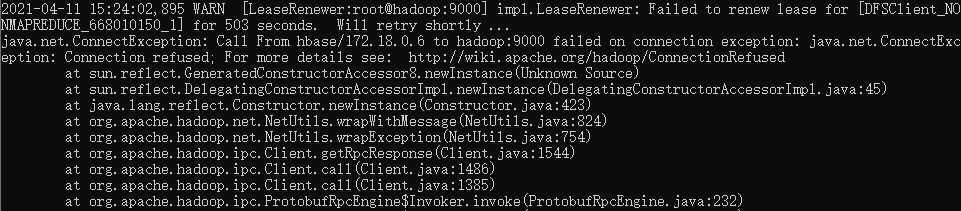 2021-04-11 15:24:02,895 WARN  [LeaseRenewer:root@hadoop:9000] impl.LeaseRenewer: Failed to renew lease for [DFSClient_NO
NMAPREDUCE_668010150_1] for 503 seconds.  Will retry shortly ...
java.net.ConnectException: Call From hbase/172.18.0.6 to hadoop:9000 failed on connection exception: java.net.ConnectExc
eption: Connection refused; For more details see:  http://wiki.apache.org/hadoop/ConnectionRefused
        at sun.reflect.GeneratedConstructorAccessor8.newInstance(Unknown Source)
        at sun.reflect.DelegatingConstructorAccessorImpl.newInstance(DelegatingConstructorAccessorImpl.java:45)
        at java.lang.reflect.Constructor.newInstance(Constructor.java:423)
        at org.apache.hadoop.net.NetUtils.wrapWithMessage(NetUtils.java:824)
        at org.apache.hadoop.net.NetUtils.wrapException(NetUtils.java:754)
        at org.apache.hadoop.ipc.Client.getRpcResponse(Client.java:1544)
        at org.apache.hadoop.ipc.Client.call(Client.java:1486)
        at org.apache.hadoop.ipc.Client.call(Client.java:1385)
        at org.apache.hadoop.ipc.ProtobufRpcEngine$Invoker.invoke(ProtobufRpcEngine.java:232)